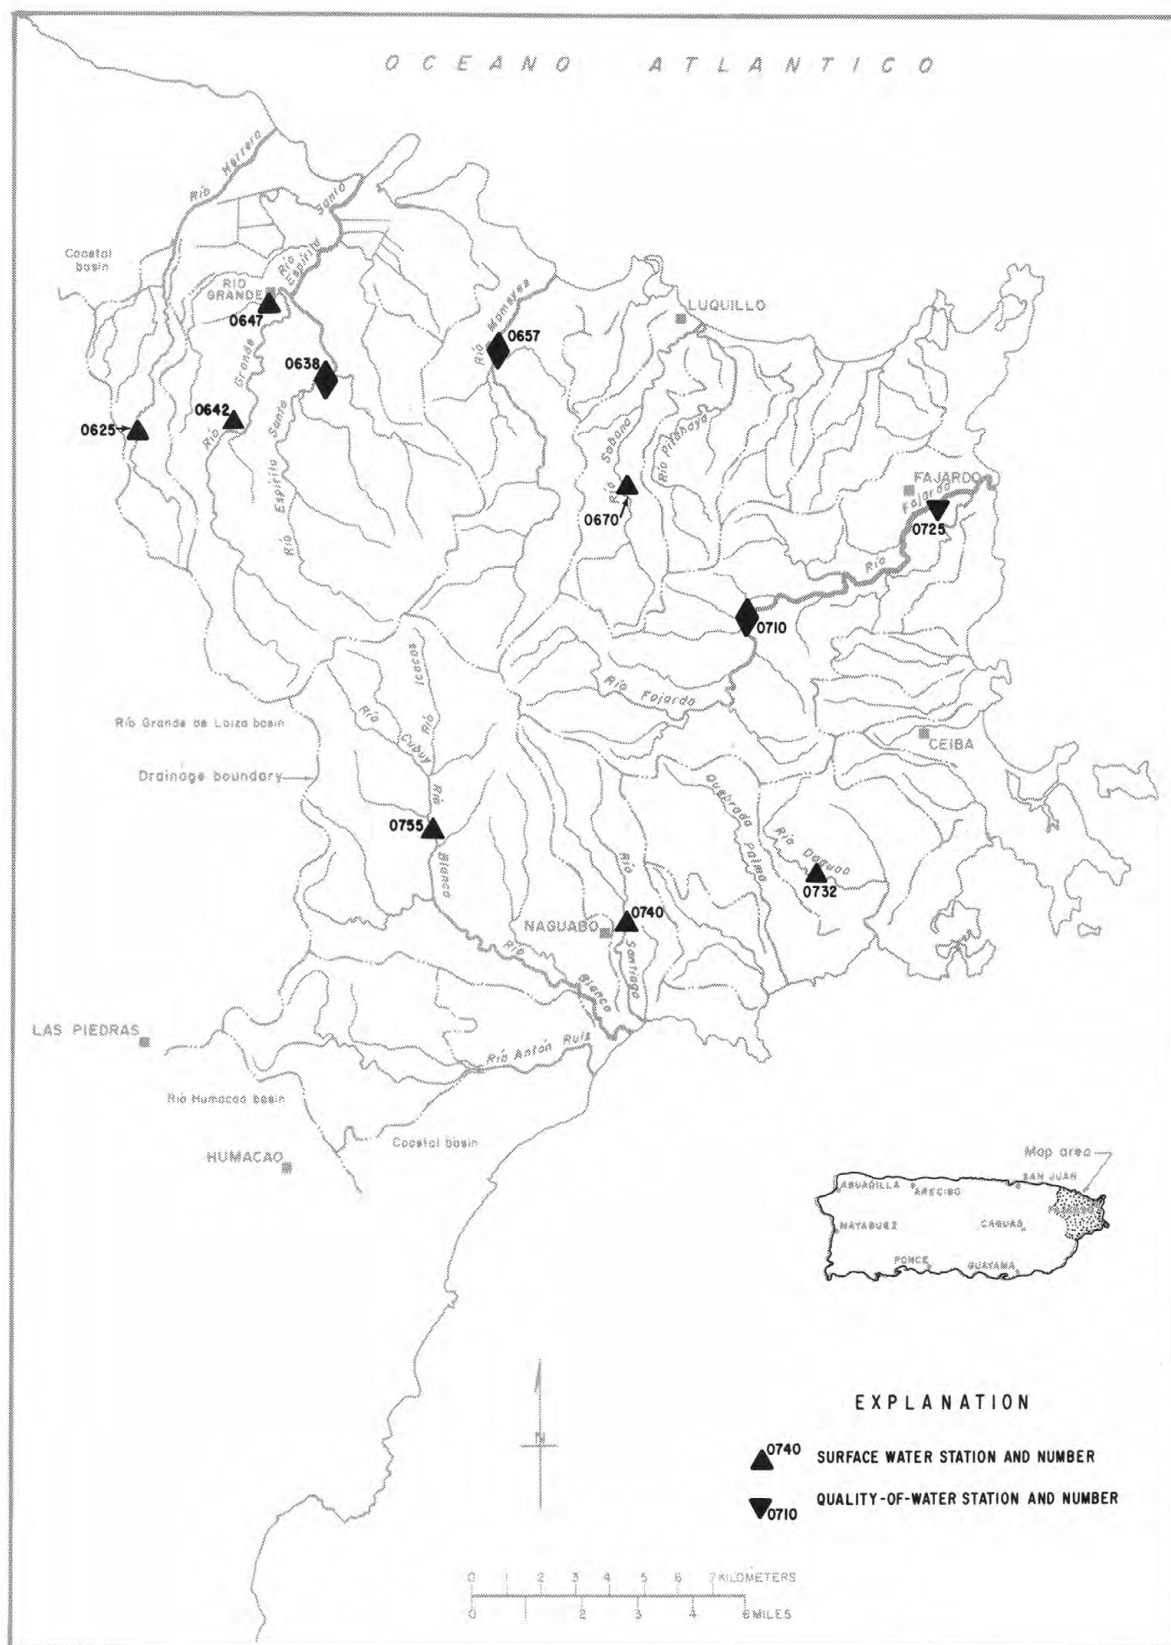 OCEANO ATLANTICO
Río Herrera
Santo
Río Espíritu
Coastal basin
RIO GRANDE
0647
Río Mameyes
0657
LUQUILLO
0638
Grande
0642
Río
0625
Santo
Espíritu
Río
Río Sabana
Río Pitahaya
0670
FAJARDO
Fajardo
0725
Río
0710
Icacos
Río
Río Fajardo
Río Cubuy
Río Grande de Loiza basin
CEIBA
Drainage boundary
Quebrada Palma
Río
0755
Blanco
Río Daguao
0732
Río
0740
NAGUABO
Santiago
Río
Blanco
LAS PIEDRAS
Río Antón Ruíz
Río Humacao basin
Coastal basin
HUMACAO
Map area
SAN JUAN
AGUADILLA
ARECIBO
FAJARDO
MAYAGUEZ
CAGUAS
PONCE
GUAYAMA
N
EXPLANATION
0740 SURFACE WATER STATION AND NUMBER
0710 QUALITY-OF-WATER STATION AND NUMBER
0 1 2 3 4 5 6 7 KILOMETERS
0 1 2 3 4 5 MILES